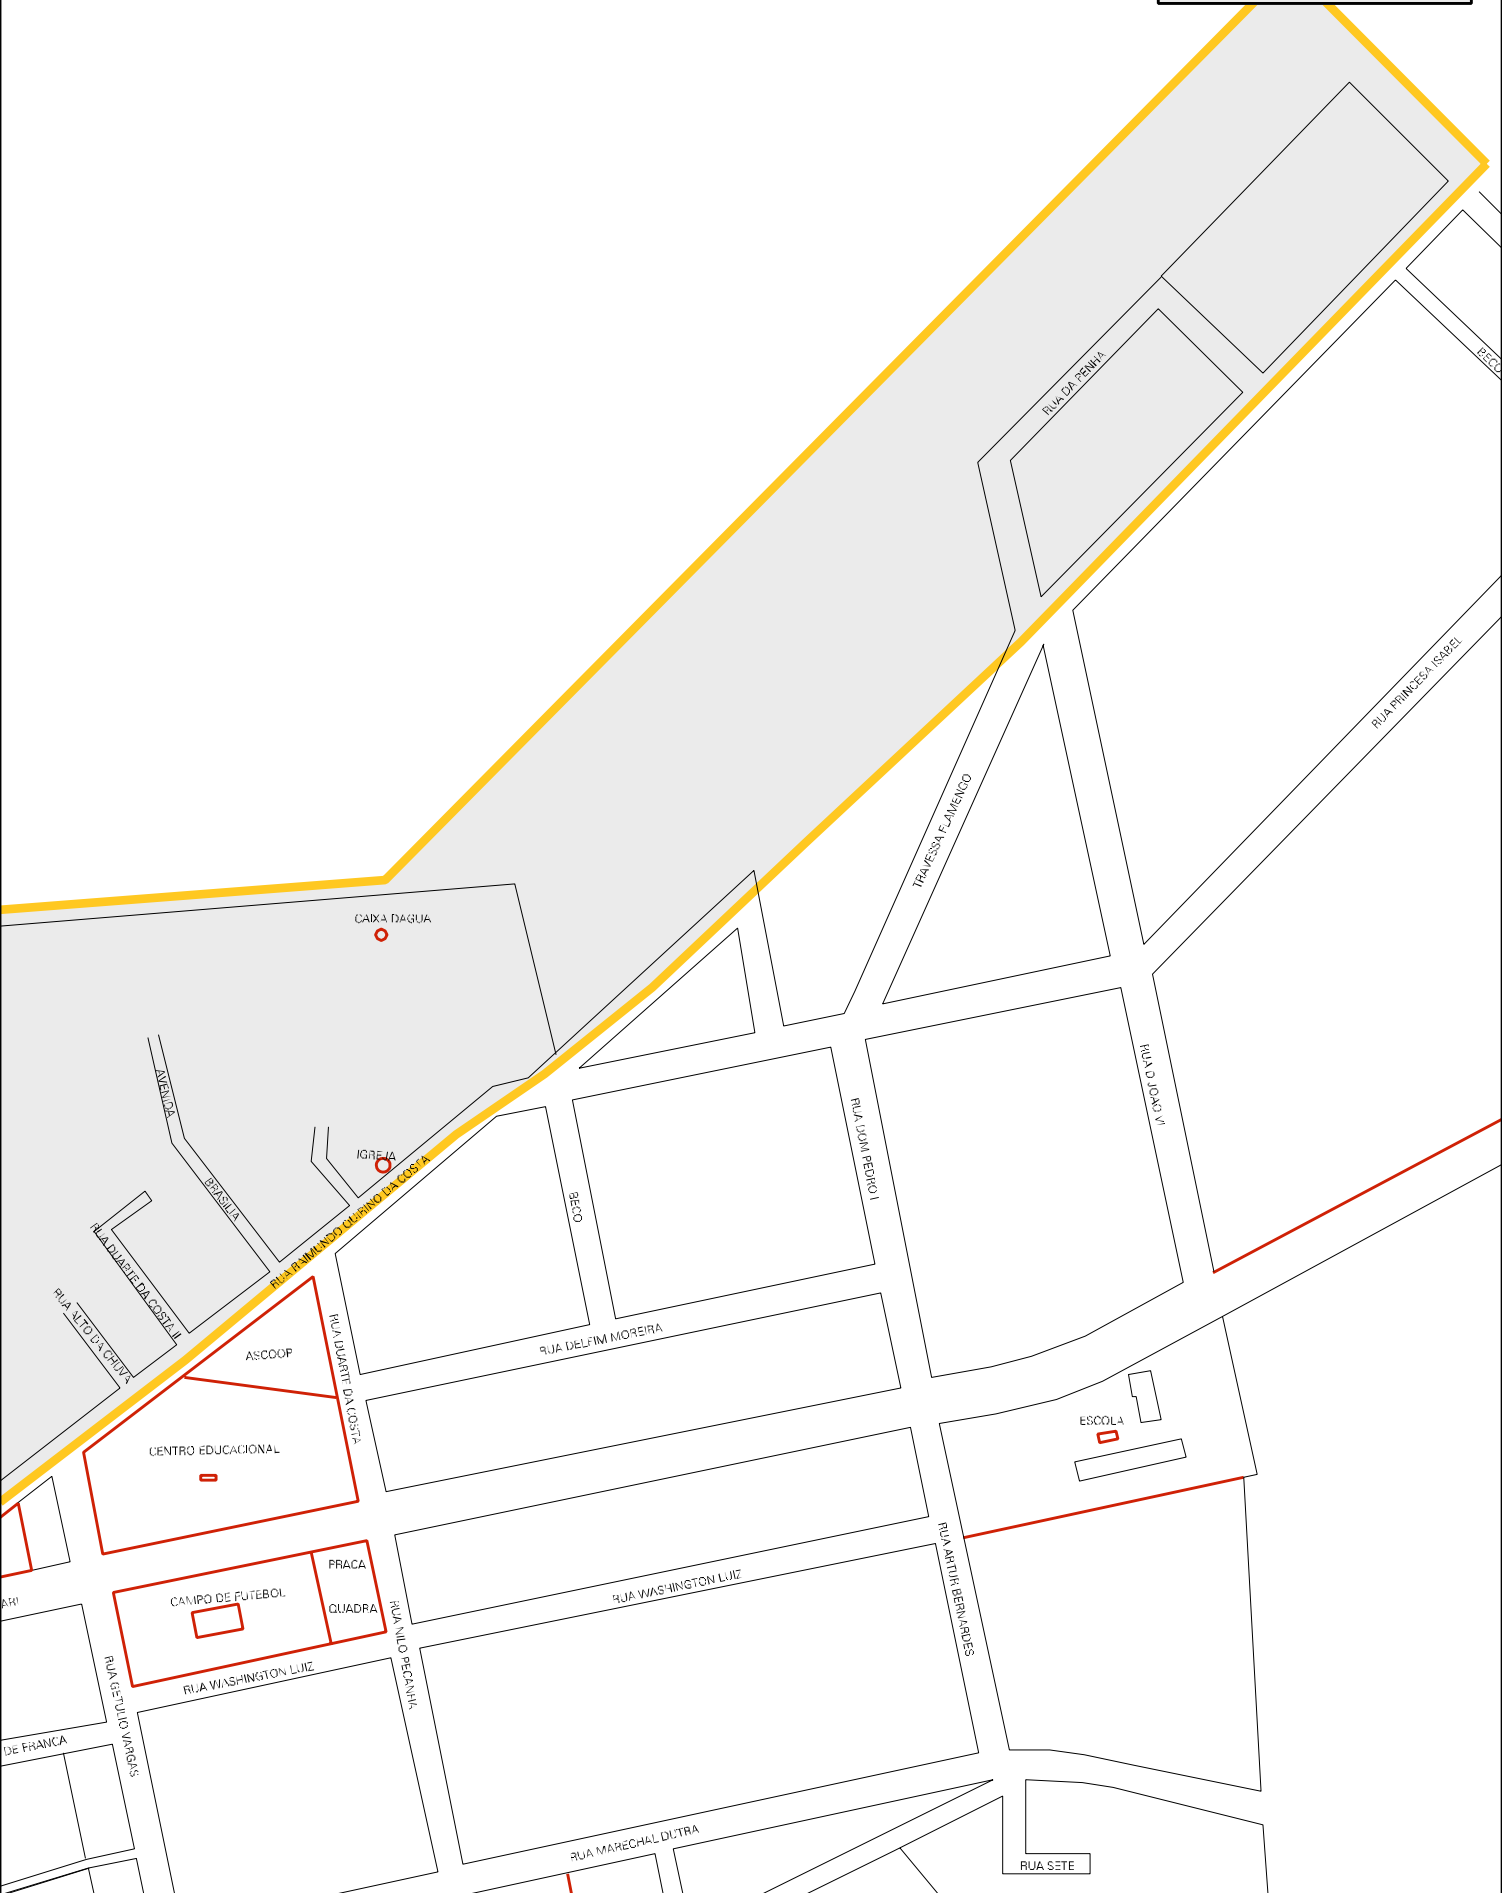 RUA DA PENHA
BECO
RUA PRINCESA ISABEL
TRAVESSA FLAMENGO
CAIXA DAGUA
AVENIDA
BRASILIA
IGREJA
RUA RAIMUNDO QUIRINO DA COSTA
RUA D JOAO VI
RUA DOM PEDRO I
BECO
RUA DUARTE DA COSTA II
RUA ALTO DA CHUVA
RUA DUARTE DA COSTA
RUA DELFIM MOREIRA
ASCOOP
CENTRO EDUCACIONAL
ESCOLA
PRACA
CAMPO DE FUTEBOL
QUADRA
ARI
RUA WASHINGTON LUIZ
RUA ARTUR BERNARDES
RUA NILO PECANHA
RUA WASHINGTON LUIZ
RUA GETULIO VARGAS
DE FRANCA
RUA MARECHAL DUTRA
RUA SETE